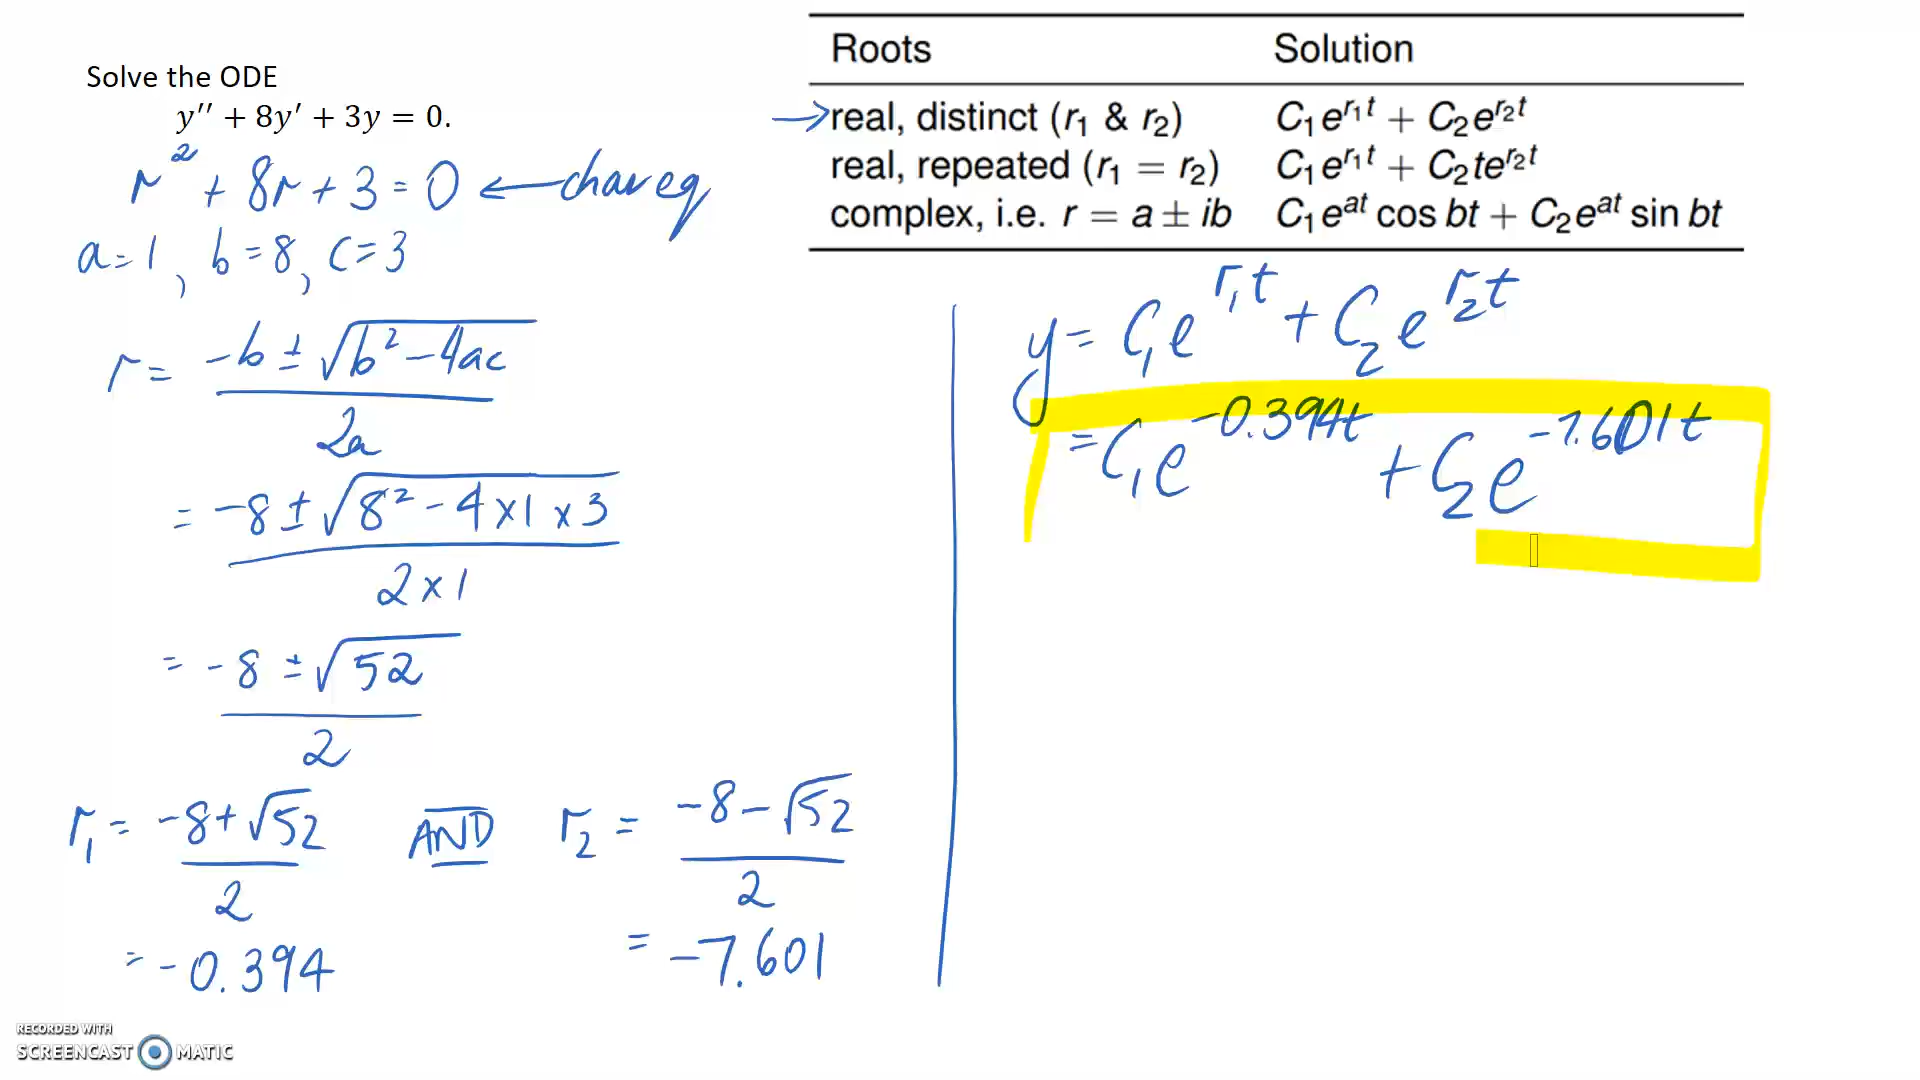 Solve the ODE
y′′ + 8y′ + 3y = 0.
r² + 8r + 3 = 0 ← char eq
a=1, b=8, c=3
r = (-b ± √(b² - 4ac)) / 2a
= (-8 ± √(8² - 4×1×3)) / (2×1)
= (-8 ± √52) / 2
r₁ = (-8 + √52) / 2 AND r₂ = (-8 - √52) / 2
= -0.394 = -7.601
Roots Solution
→ real, distinct (r₁ & r₂) C₁e^{r₁t} + C₂e^{r₂t}
real, repeated (r₁ = r₂) C₁e^{r₁t} + C₂te^{r₂t}
complex, i.e. r = a ± ib C₁e^{at} cos bt + C₂e^{at} sin bt
y = C₁e^{r₁t} + C₂e^{r₂t}
= C₁e^{-0.394t} + C₂e^{-7.601t}
RECORDED WITH
SCREENCAST MATIC